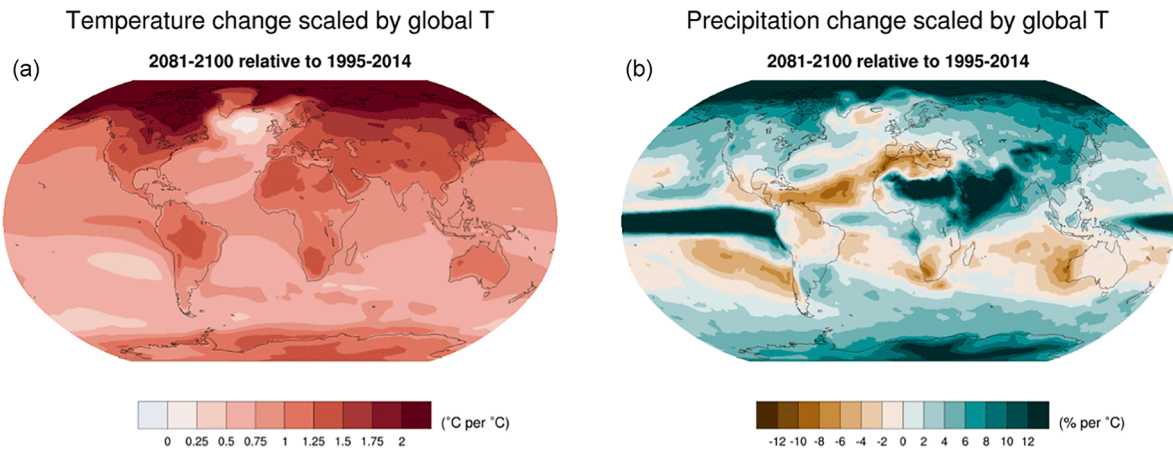 Temperature change scaled by global T
Precipitation change scaled by global T
(a)
2081-2100 relative to 1995-2014
(b)
2081-2100 relative to 1995-2014
0 0.25 0.5 0.75 1 1.25 1.5 1.75 2
(˚C per ˚C)
-12 -10 -8 -6 -4 -2 0 2 4 6 8 10 12
(% per ˚C)